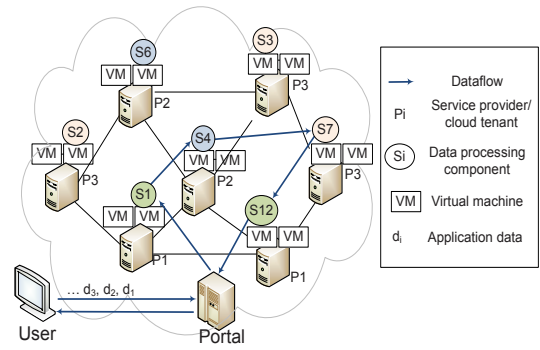 S6
VM VM
P2
S3
VM VM
P3
S2
VM VM
P3
S4
VM VM
P2
S7
VM VM
P3
S1
VM VM
P1
S12
VM VM
P1
... d3, d2, d1
User
Portal
Dataflow
Pi Service provider/
cloud tenant
Si Data processing
component
VM Virtual machine
di Application data